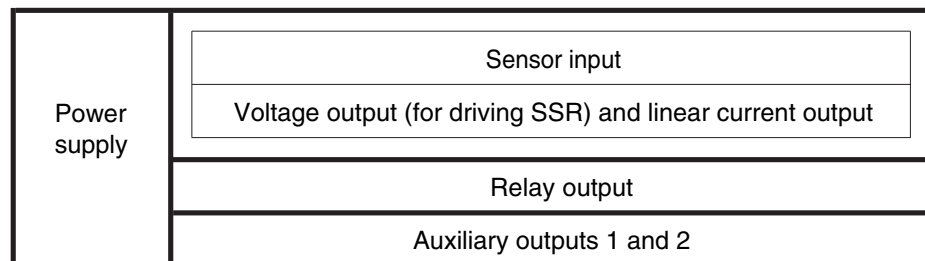 Power
supply
Sensor input
Voltage output (for driving SSR) and linear current output
Relay output
Auxiliary outputs 1 and 2